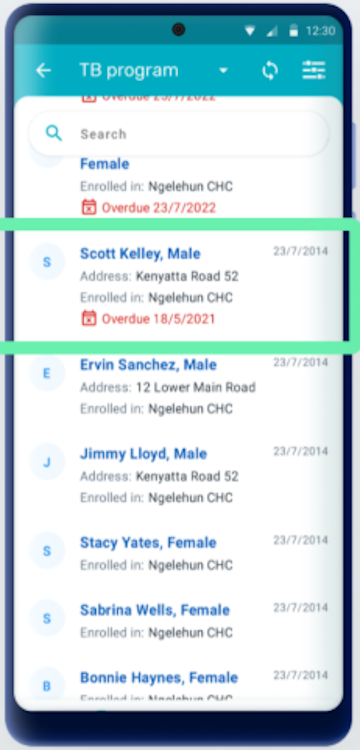 12:30
TB program
Overdue 23/7/2022
Search
Female
Enrolled in: Ngelehun CHC
Overdue 23/7/2022
Scott Kelley, Male 23/7/2014
S
Address: Kenyatta Road 52
Enrolled in: Ngelehun CHC
Overdue 18/5/2021
Ervin Sanchez, Male 23/7/2014
E
Address: 12 Lower Main Road
Enrolled in: Ngelehun CHC
Jimmy Lloyd, Male 23/7/2014
J
Address: Kenyatta Road 52
Enrolled in: Ngelehun CHC
Stacy Yates, Female 23/7/2014
S
Enrolled in: Ngelehun CHC
Sabrina Wells, Female 23/7/2014
S
Enrolled in: Ngelehun CHC
Bonnie Haynes, Female 23/7/2014
B
Enrolled in: Ngelehun CHC